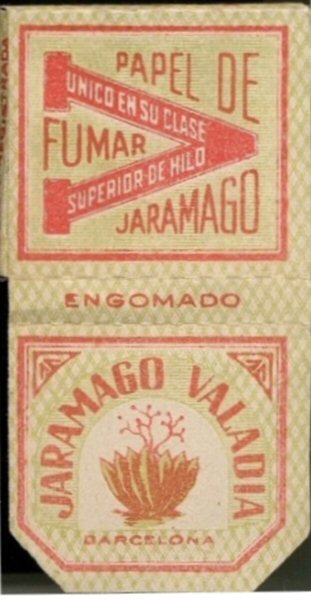 PAPEL DE
UNICO EN SU CLASE
FUMAR
SUPERIOR DE HILO
JARAMAGO
ENGOMADO
JARAMAGO VALADIA
BARCELONA